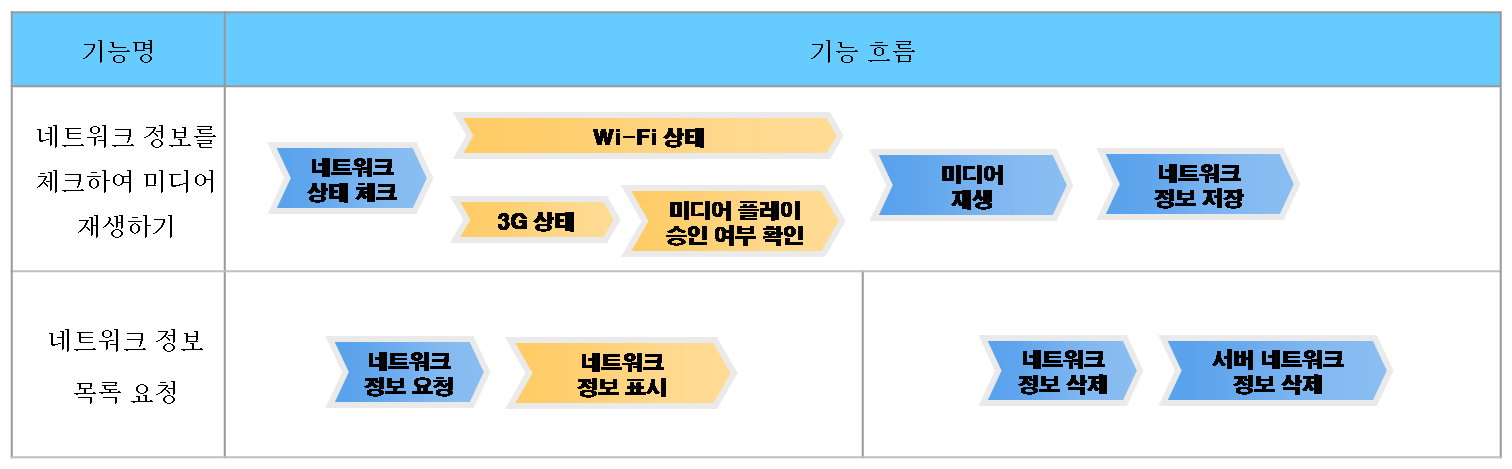 기능명
기능 흐름
네트워크 정보를
체크하여 미디어
재생하기
네트워크
상태 체크
Wi-Fi 상태
3G 상태
미디어 플레이
승인 여부 확인
미디어
재생
네트워크
정보 저장
네트워크 정보
목록 요청
네트워크
정보 요청
네트워크
정보 표시
네트워크
정보 삭제
서버 네트워크
정보 삭제